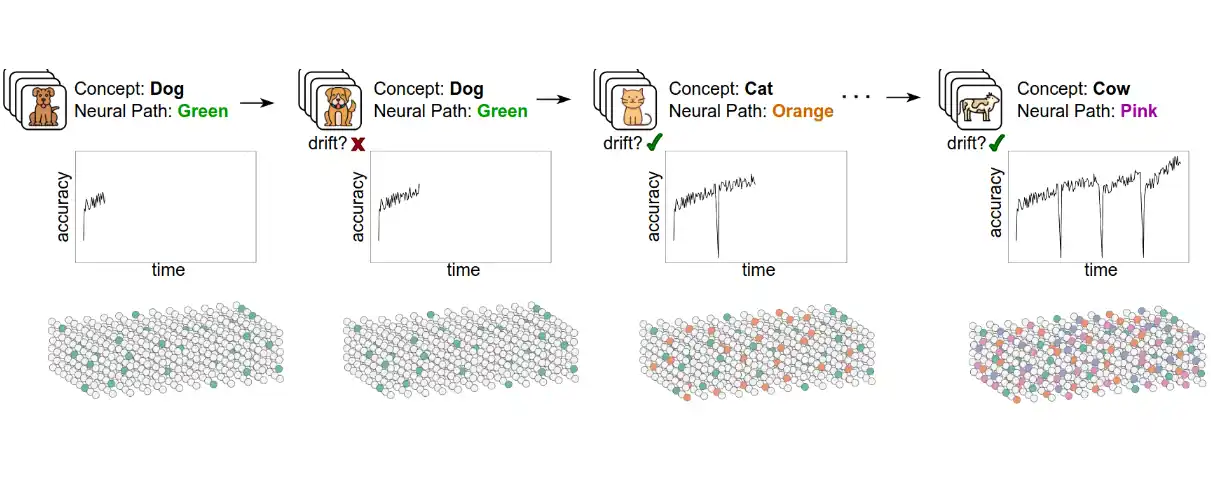 Concept: Dog
Neural Path: Green
accuracy
time
Concept: Dog
Neural Path: Green
drift? ✗
accuracy
time
Concept: Cat
Neural Path: Orange
drift? ✓
accuracy
time
...
Concept: Cow
Neural Path: Pink
drift? ✓
accuracy
time